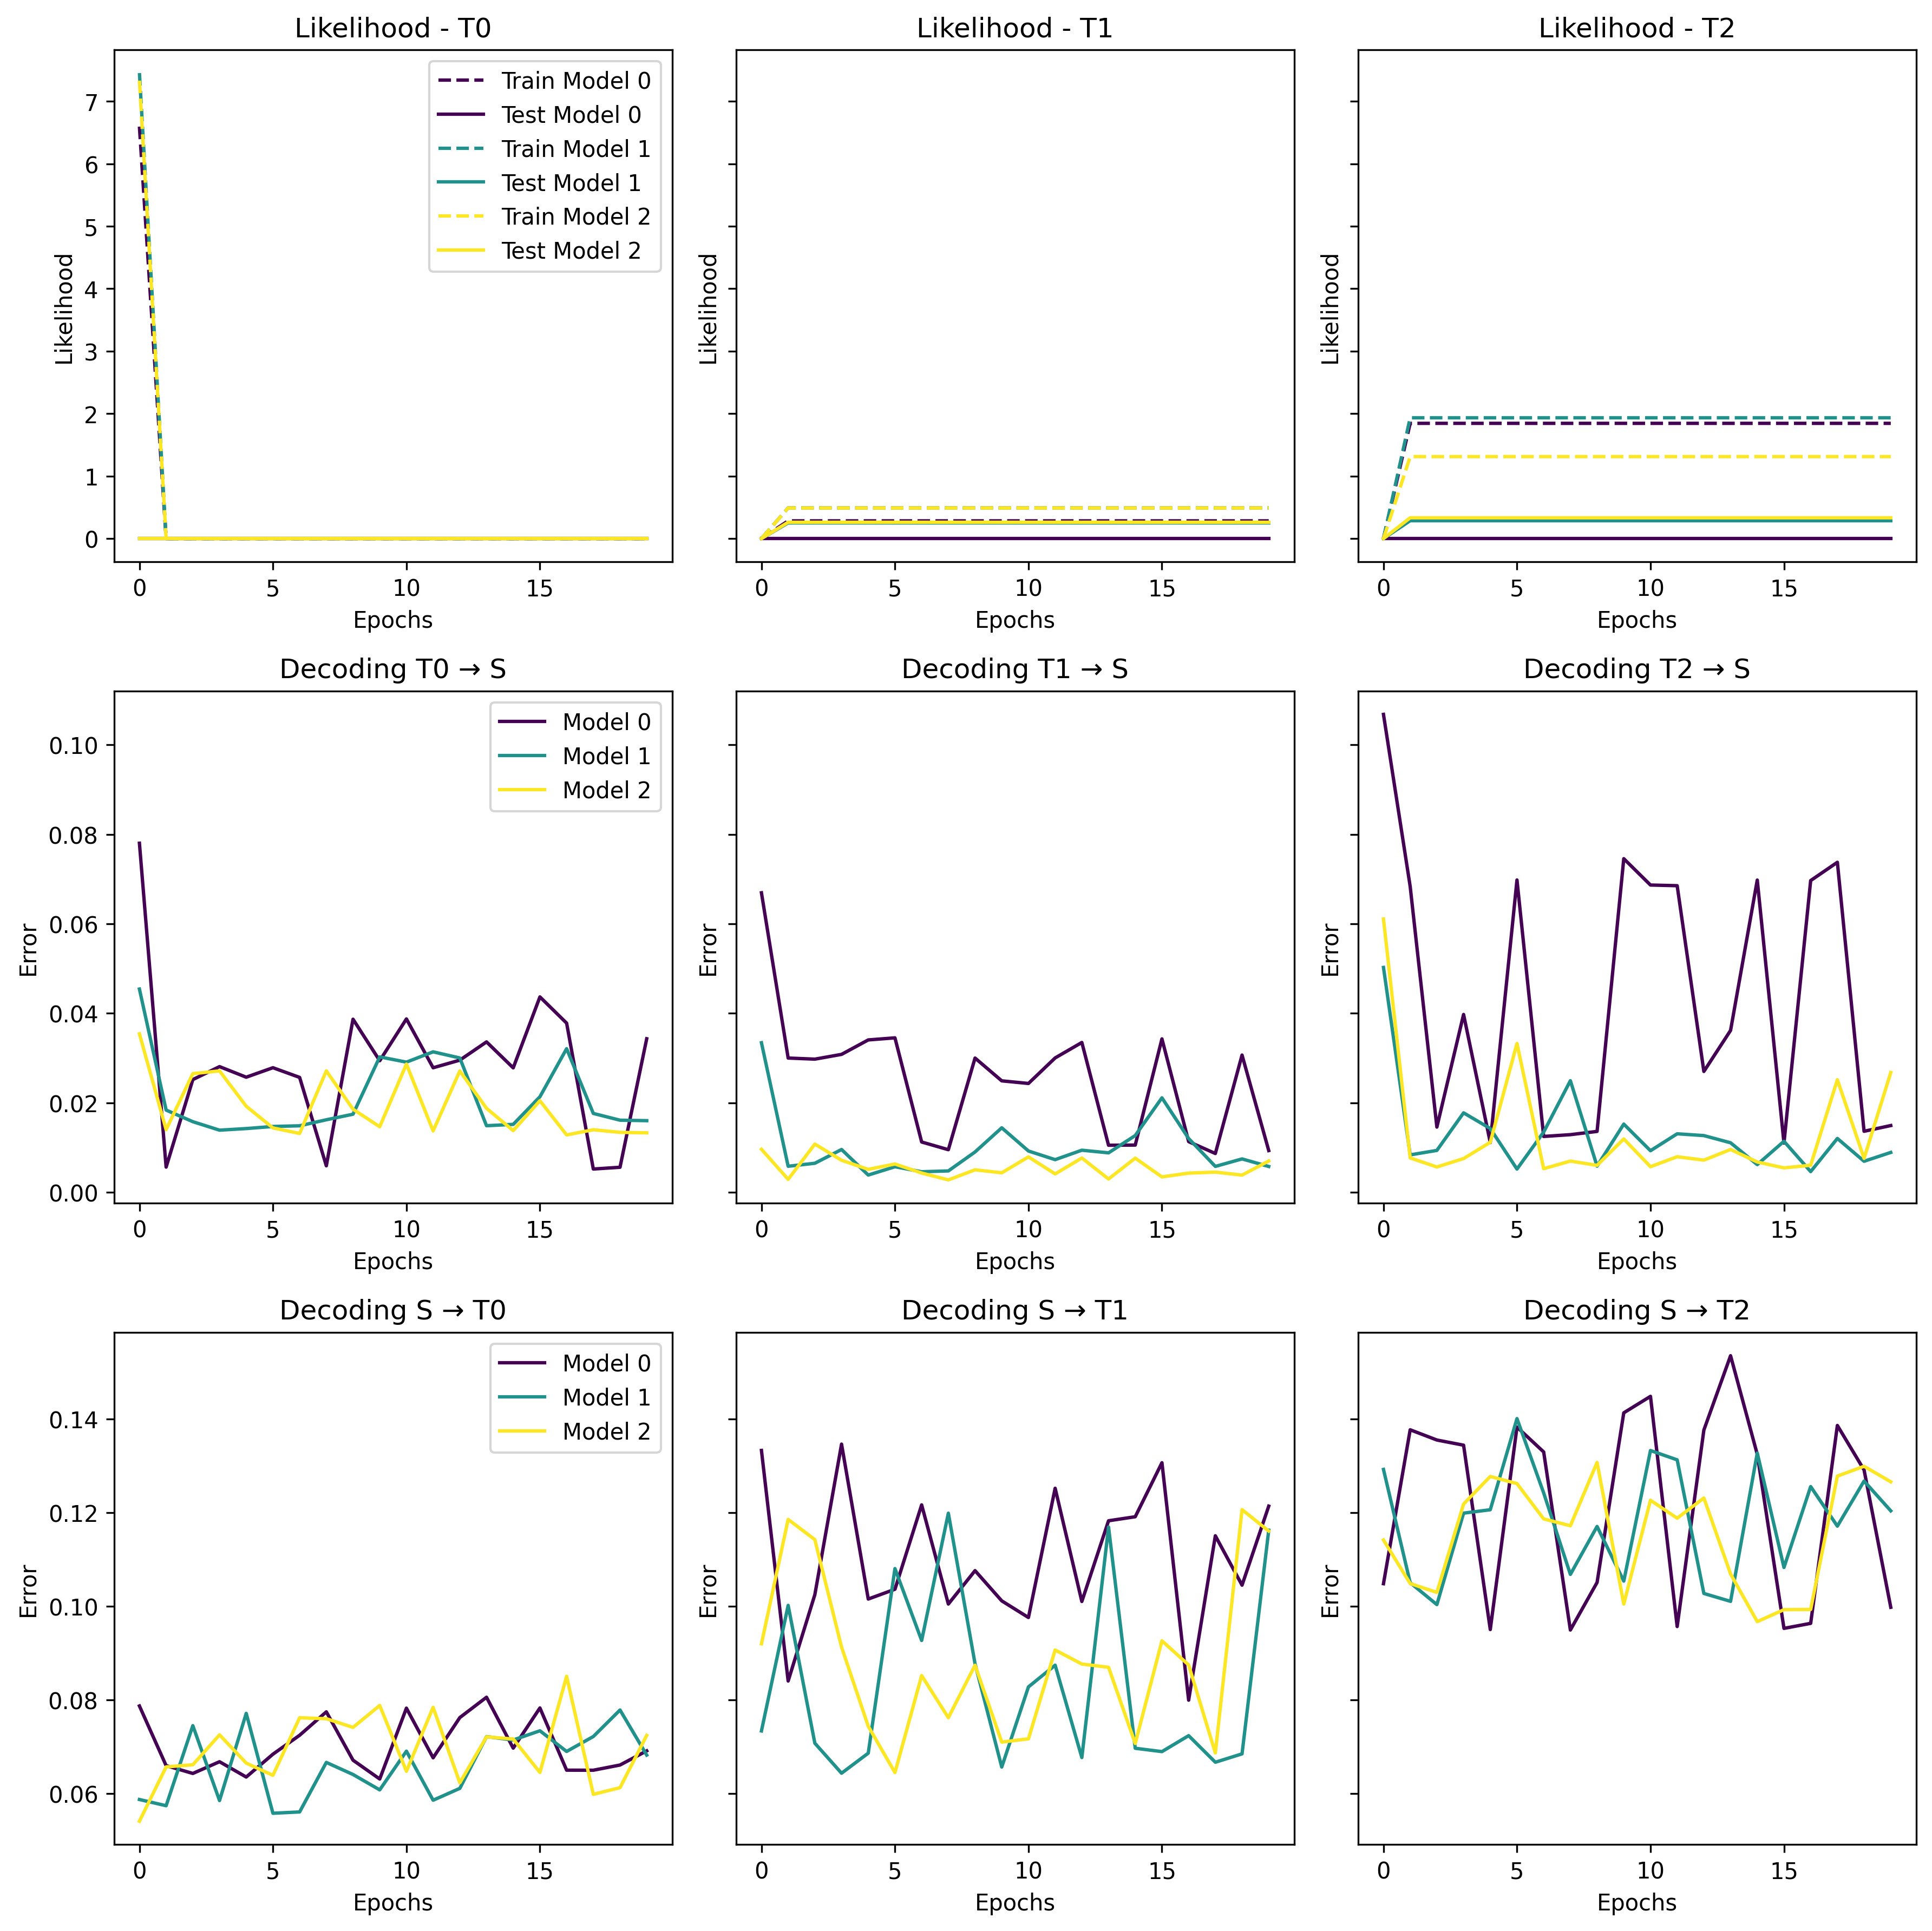 Likelihood - T0
Likelihood
7
6
5
4
3
2
1
0
Train Model 0
Test Model 0
Train Model 1
Test Model 1
Train Model 2
Test Model 2
0 5 10 15
Epochs
Likelihood - T1
Likelihood
0 5 10 15
Epochs
Likelihood - T2
Likelihood
0 5 10 15
Epochs
Decoding T0 → S
Error
0.10
0.08
0.06
0.04
0.02
0.00
Model 0
Model 1
Model 2
0 5 10 15
Epochs
Decoding T1 → S
Error
0 5 10 15
Epochs
Decoding T2 → S
Error
0 5 10 15
Epochs
Decoding S → T0
Error
0.14
0.12
0.10
0.08
0.06
Model 0
Model 1
Model 2
0 5 10 15
Epochs
Decoding S → T1
Error
0 5 10 15
Epochs
Decoding S → T2
Error
0 5 10 15
Epochs